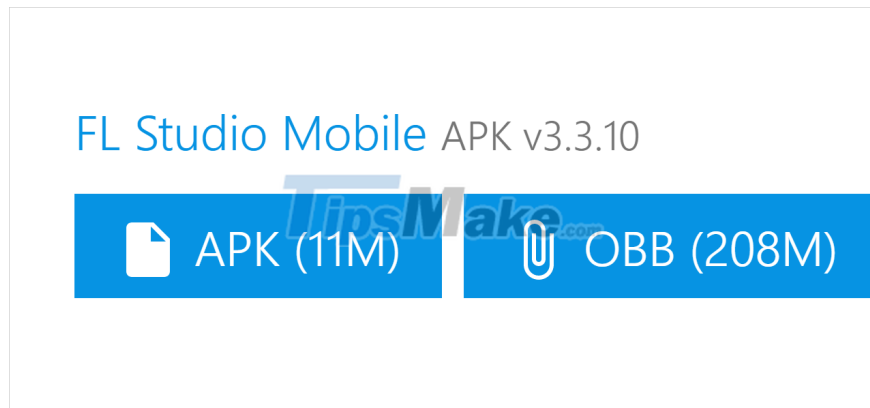 FL Studio Mobile APK v3.3.10
TipsMake.com
APK (11M)
OBB (208M)